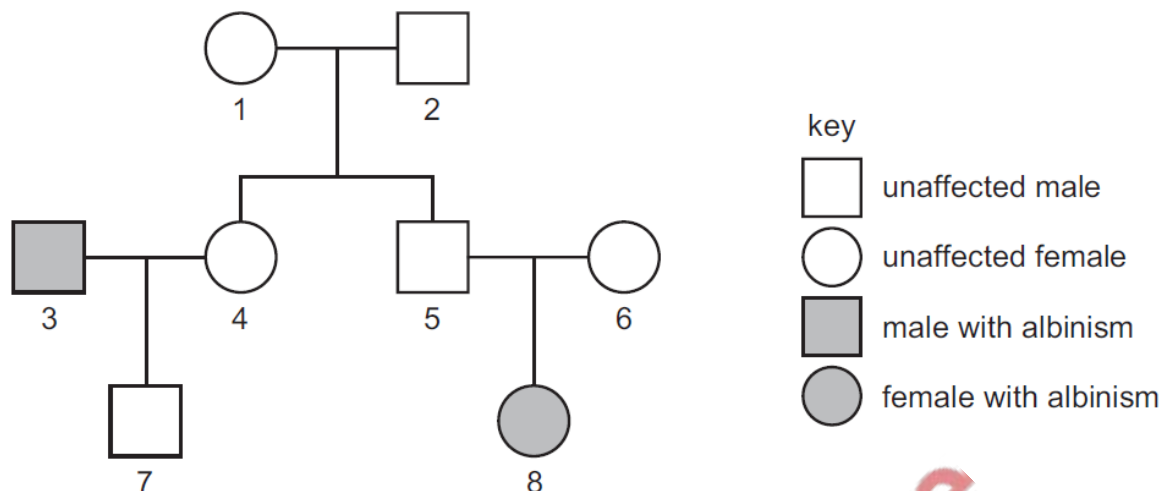 1 2
key
unaffected male
unaffected female
3 4 5 6
male with albinism
female with albinism
7 8